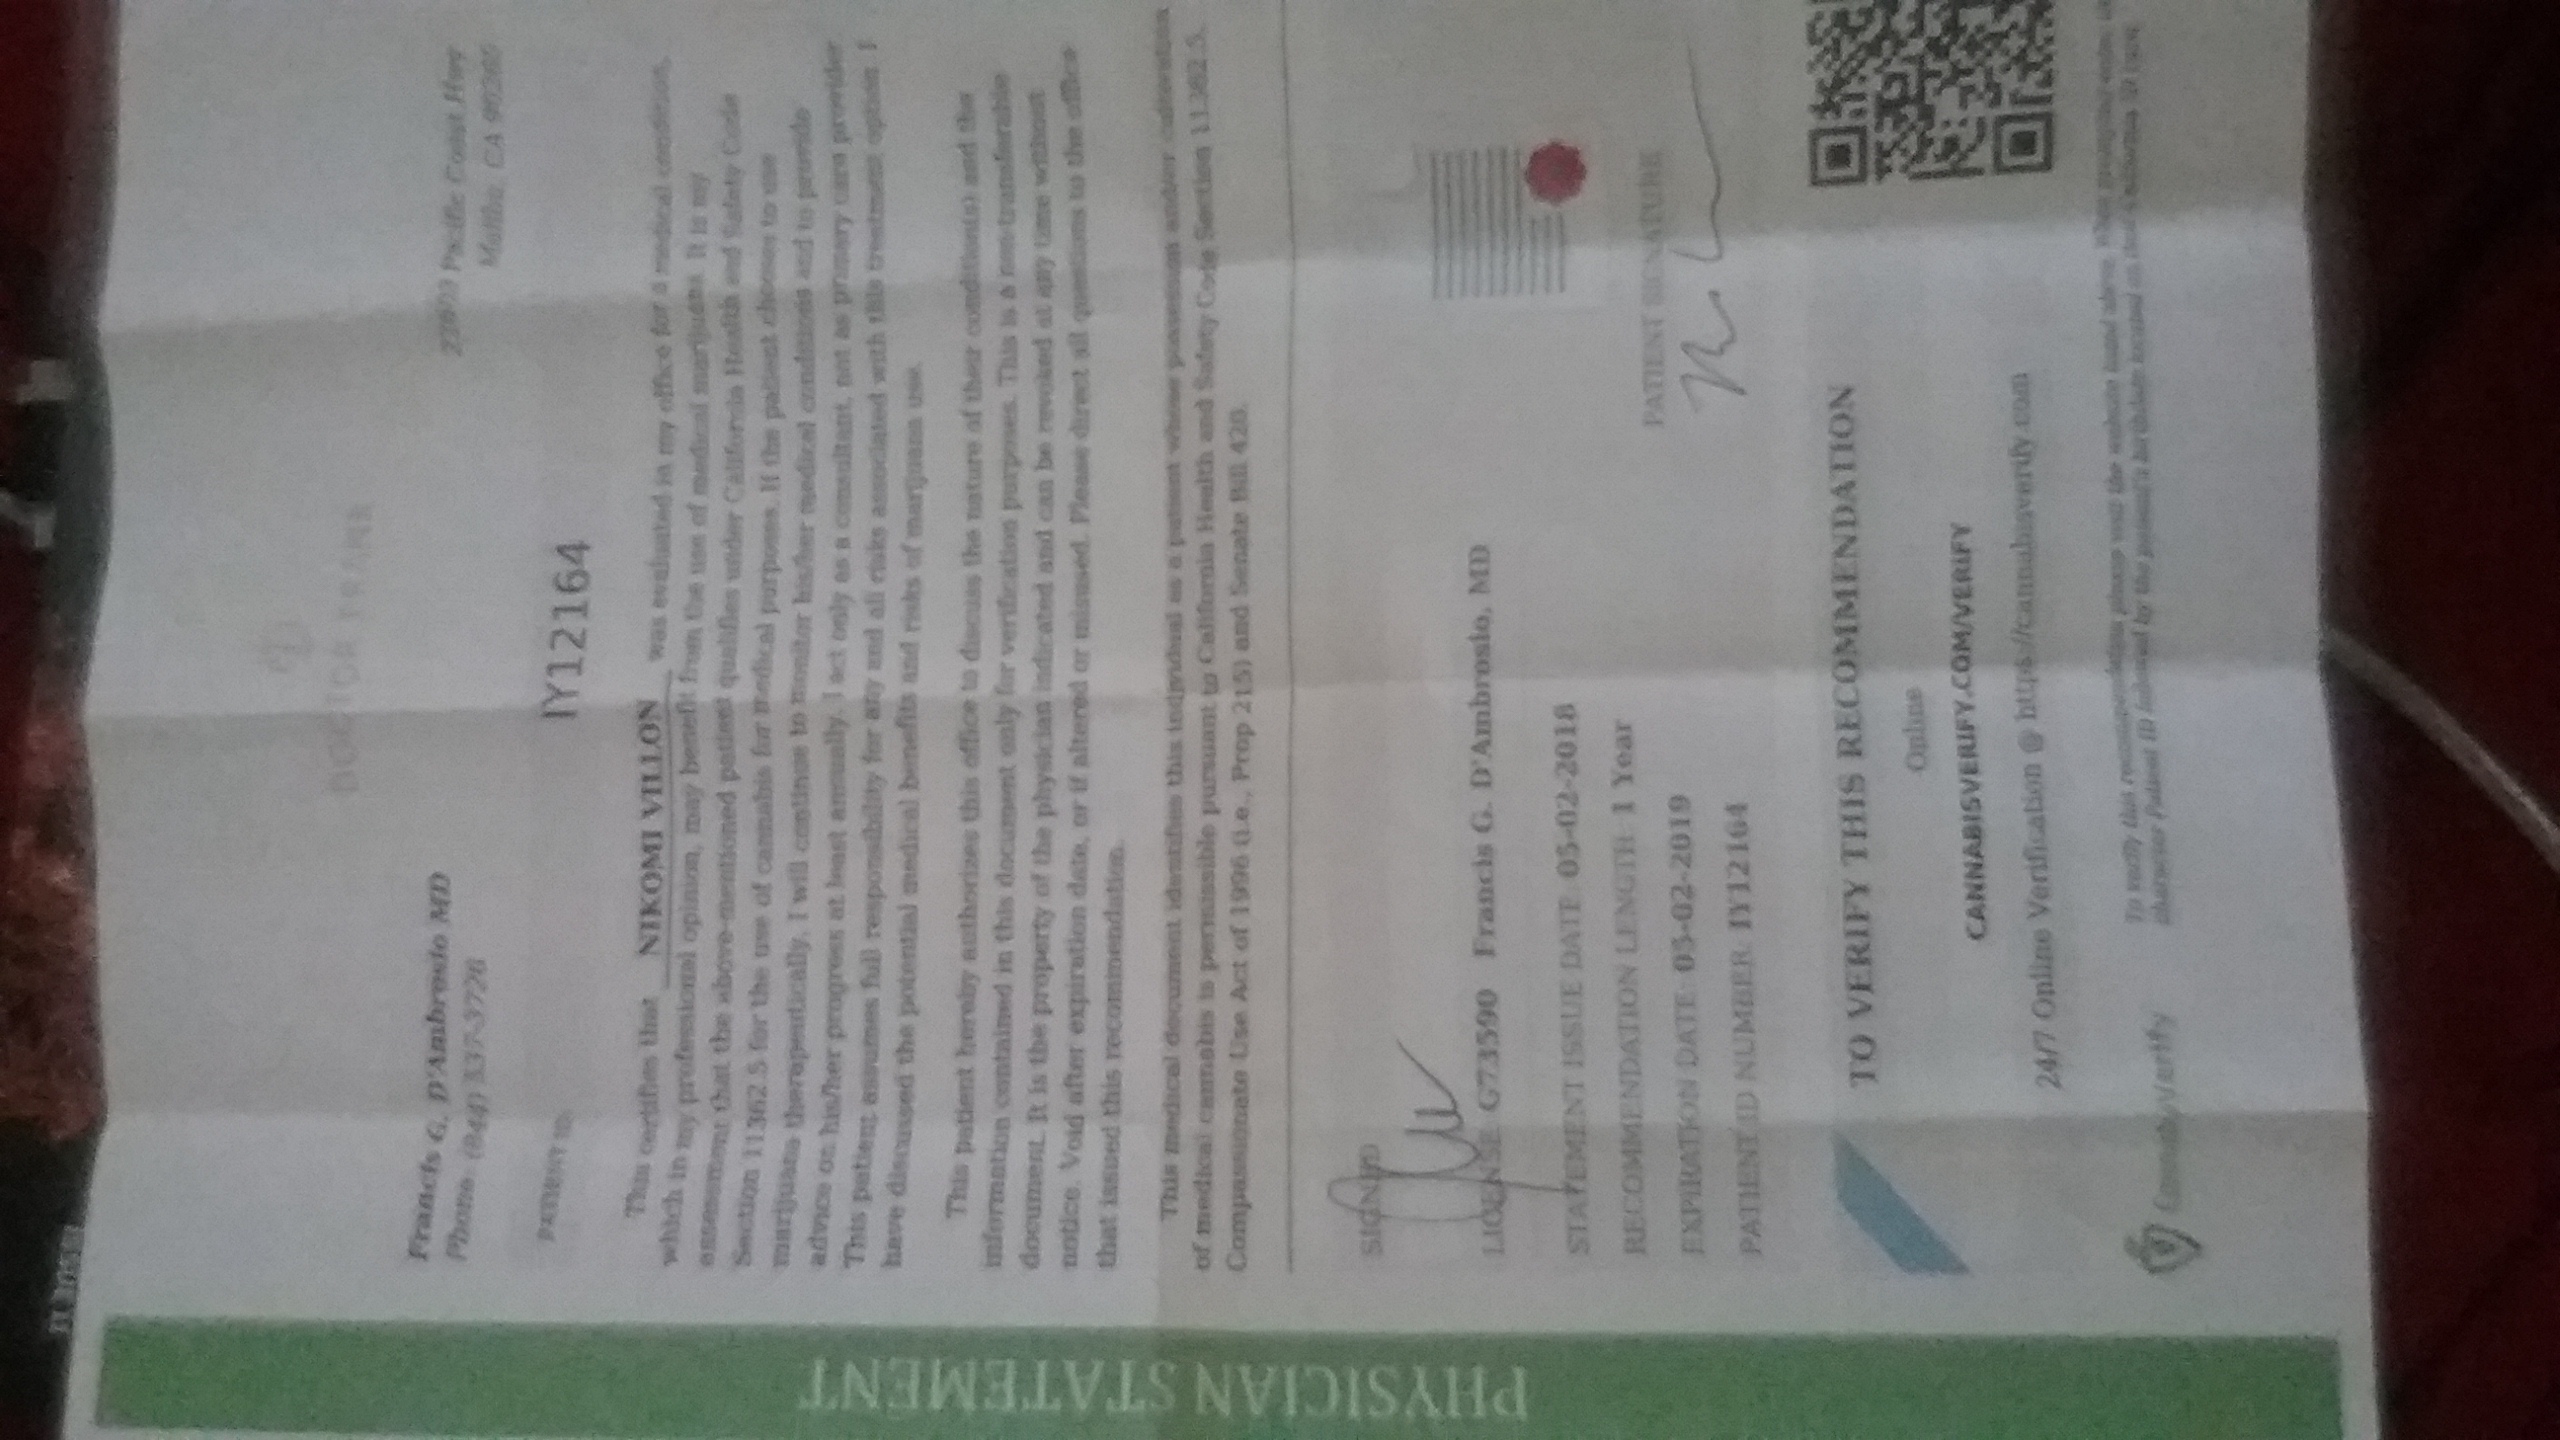 DOCTOR FRANK
Francis G. D'Ambrosio MD
Phone: (844) 537-3726
Pacific Coast Hwy
Malibu, CA 90265
PATIENT ID:
IY12164
This certifies that NIKOMI VILLON was evaluated in my office for a medical condition,
which in my professional opinion, may benefit from the use of medical marijuana. It is my
assessment that the above-mentioned patient qualifies under California Health and Safety Code
Section 11362.5 for the use of cannabis for medical purposes. If the patient chooses to use
marijuana therapeutically, I will continue to monitor his/her medical conditions and to provide
advice on his/her progress at least annually. I act only as a consultant, not as primary care provider
This patient assumes full responsibility for any and all risks associated with this treatment option. I
have discussed the potential medical benefits and risks of marijuana use.
This patient hereby authorizes this office to discuss the nature of their condition(s) and the
information contained in this document only for verification purposes. This is a non-transferable
document. It is the property of the physician indicated and can be revoked at any time without
notice. Void after expiration date, or if altered or misused. Please direct all questions to the office
that issued this recommendation.
This medical document identifies this individual as a patient whose possession and/or cultivation
of medical cannabis is permissible pursuant to California Health and Safety Code Section 11362.5,
Compassionate Use Act of 1996 (i.e., Prop 215) and Senate Bill 420.
SIGNED
LICENSE: G73590 Francis G. D'Ambrosio, MD
STATEMENT ISSUE DATE: 05-02-2018
RECOMMENDATION LENGTH: 1 Year
EXPIRATION DATE: 05-02-2019
PATIENT ID NUMBER: IY12164
PATIENT SIGNATURE
TO VERIFY THIS RECOMMENDATION
Online
CANNABISVERIFY.COM/VERIFY
24/7 Online Verification @ https://cannabisverify.com
CannabisVerify
To verify this recommendation please visit the website listed above. When prompted enter
character Patient ID followed by the patient's birthdate located on their California ID card.
PHYSICIAN STATEMENT